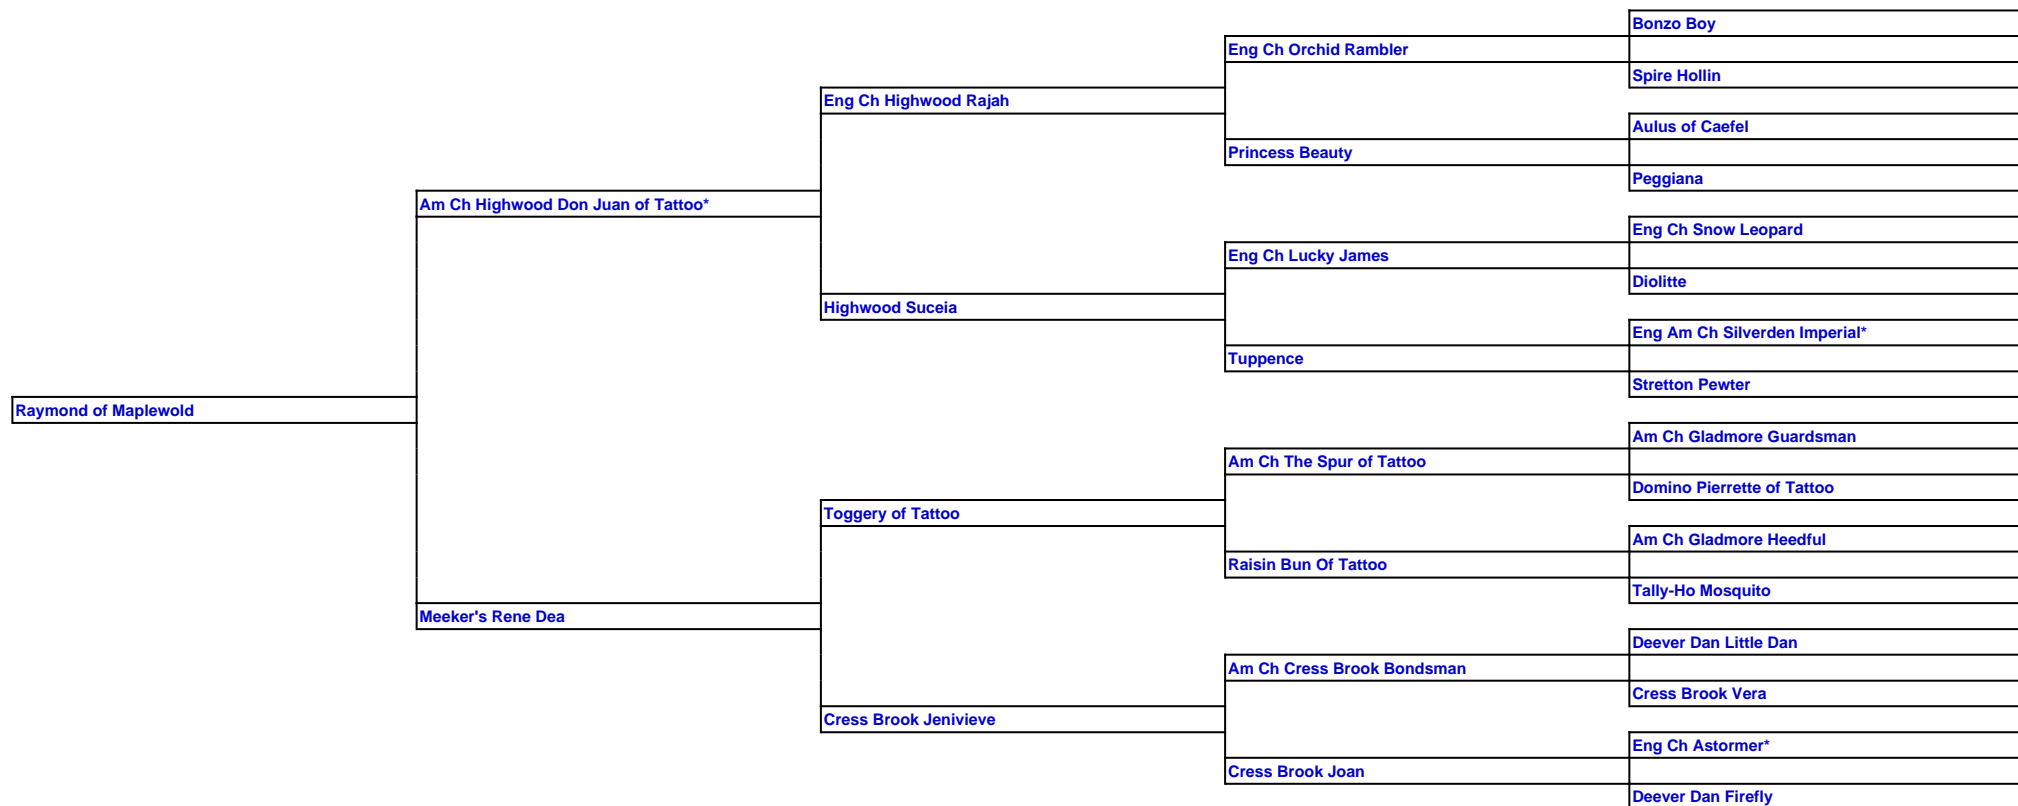 Bonzo Boy
Eng Ch Orchid Rambler
Spire Hollin
Eng Ch Highwood Rajah
Aulus of Caefel
Princess Beauty
Peggiana
Am Ch Highwood Don Juan of Tattoo*
Eng Ch Snow Leopard
Eng Ch Lucky James
Diolitte
Highwood Suceia
Eng Am Ch Silverden Imperial*
Tuppence
Stretton Pewter
Raymond of Maplewold
Am Ch Gladmore Guardsman
Am Ch The Spur of Tattoo
Domino Pierrette of Tattoo
Toggery of Tattoo
Am Ch Gladmore Heedful
Raisin Bun Of Tattoo
Tally-Ho Mosquito
Meeker's Rene Dea
Deever Dan Little Dan
Am Ch Cress Brook Bondsman
Cress Brook Vera
Cress Brook Jenivieve
Eng Ch Astormer*
Cress Brook Joan
Deever Dan Firefly